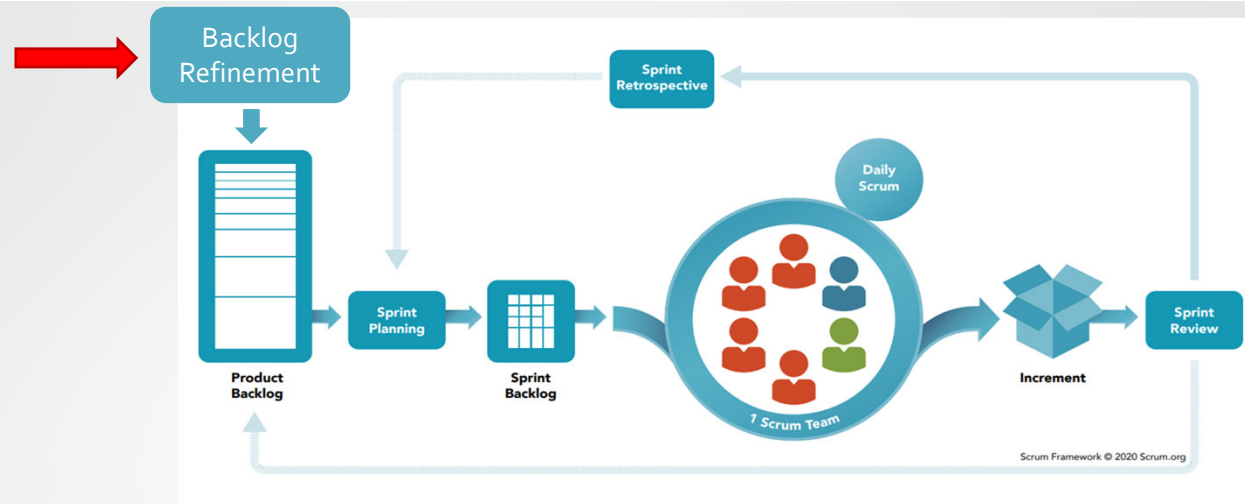 Backlog
Refinement
Sprint
Retrospective
Daily
Scrum
Sprint
Planning
Sprint
Review
Product
Backlog
Sprint
Backlog
1 Scrum Team
Increment
Scrum Framework © 2020 Scrum.org